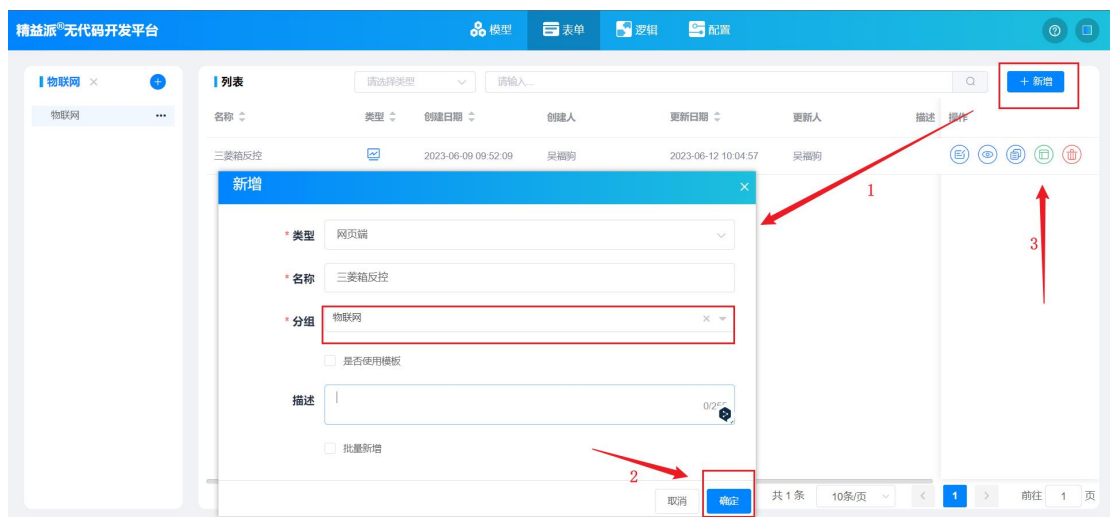 精益派®无代码开发平台 模型 表单 逻辑 配置
物联网 × 列表 请选择类型 请输入... + 新增
物联网 ••• 名称 类型 创建日期 创建人 更新日期 更新人 描述 操作
三菱箱反控 2023-06-09 09:52:09 吴福驹 2023-06-12 10:04:57 吴福驹
新增 ×
1
* 类型 网页端
3
* 名称 三菱箱反控
* 分组 物联网 ×
是否使用模板
描述 0/255
批量新增
2
取消 确定 共 1 条 10条/页 < 1 > 前往 1 页